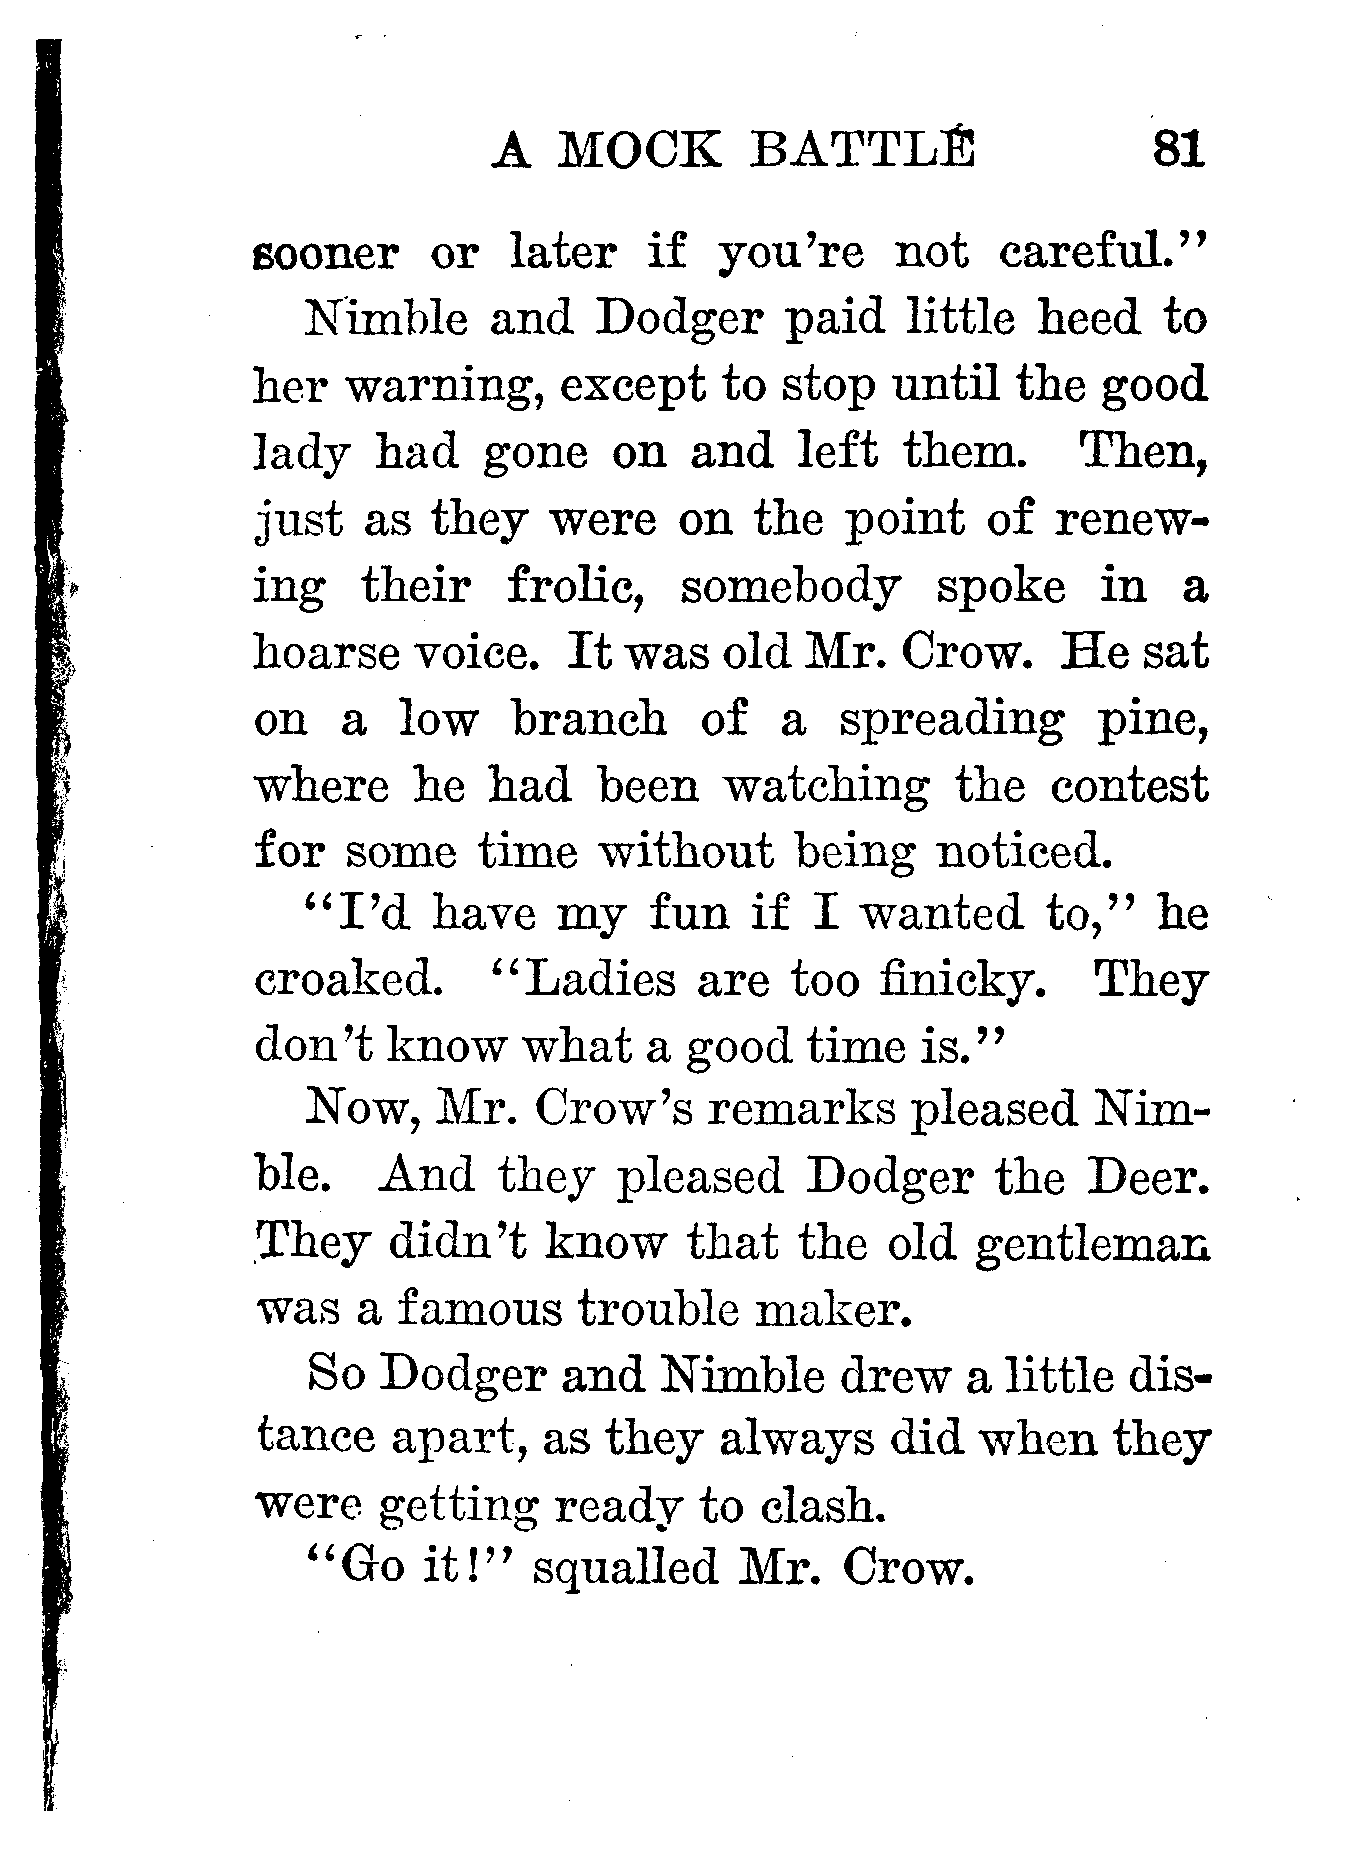 A MOCK BATTLE 81
sooner or later if you're not careful."
Nimble and Dodger paid little heed to
her warning, except to stop until the good
lady had gone on and left them. Then,
just as they were on the point of renew-
ing their frolic, somebody spoke in a
hoarse voice. It was old Mr. Crow. He sat
on a low branch of a spreading pine,
where he had been watching the contest
for some time without being noticed.
"I'd have my fun if I wanted to," he
croaked. "Ladies are too finicky. They
don't know what a good time is."
Now, Mr. Crow's remarks pleased Nim-
ble. And they pleased Dodger the Deer.
They didn't know that the old gentleman
was a famous trouble maker.
So Dodger and Nimble drew a little dis-
tance apart, as they always did when they
were getting ready to clash.
"Go it!" squalled Mr. Crow.